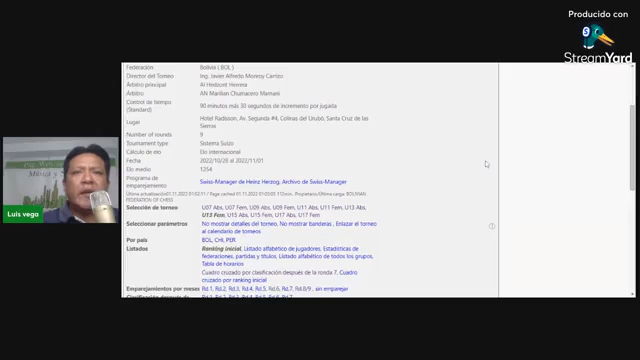 Producido con
StreamYard
Federación Bolivia ( BOL )
Director del Torneo Ing. Javier Alfredo Monroy Carrizo
Árbitro principal AI Hedbont Herrera
Árbitro AN Marilian Chumacero Mamani
Control de tiempo (Standard) 90 minutos más 30 segundos de incremento por jugada
Lugar Hotel Radisson, Av. Segunda #4, Colinas del Urubó, Santa Cruz de las Sierras
Number of rounds 9
Tournament type Sistema Suizo
Cálculo de elo Elo internacional
Fecha 2022/10/28 al 2022/11/01
Elo medio 1254
Programa de emparejamiento Swiss-Manager de Heinz Herzog, Archivo de Swiss-Manager
FEDERATION OF CHESS
Selección de torneo U07 Abs, U07 Fem, U09 Abs, U09 Fem, U11 Abs, U11 Fem, U13 Abs,
U13 Fem, U15 Abs, U15 Fem, U17 Abs, U17 Fem
Seleccionar parámetros No mostrar detalles del torneo, No mostrar banderas , Enlazar el torneo
al calendario de torneos
Por país BOL, CHI, PER
Listados Ranking inicial, Listado alfabético de jugadores, Estadísticas de
federaciones, partidas y títulos, Listado alfabético de todos los grupos,
Tabla de horarios
Cuadro cruzado por clasificación después de la ronda 7, Cuadro
cruzado por ranking inicial
Emparejamientos por mesas Rd.1, Rd.2, Rd.3, Rd.4, Rd.5, Rd.6, Rd.7, Rd.8/9 , sin emparejar
Luis vega